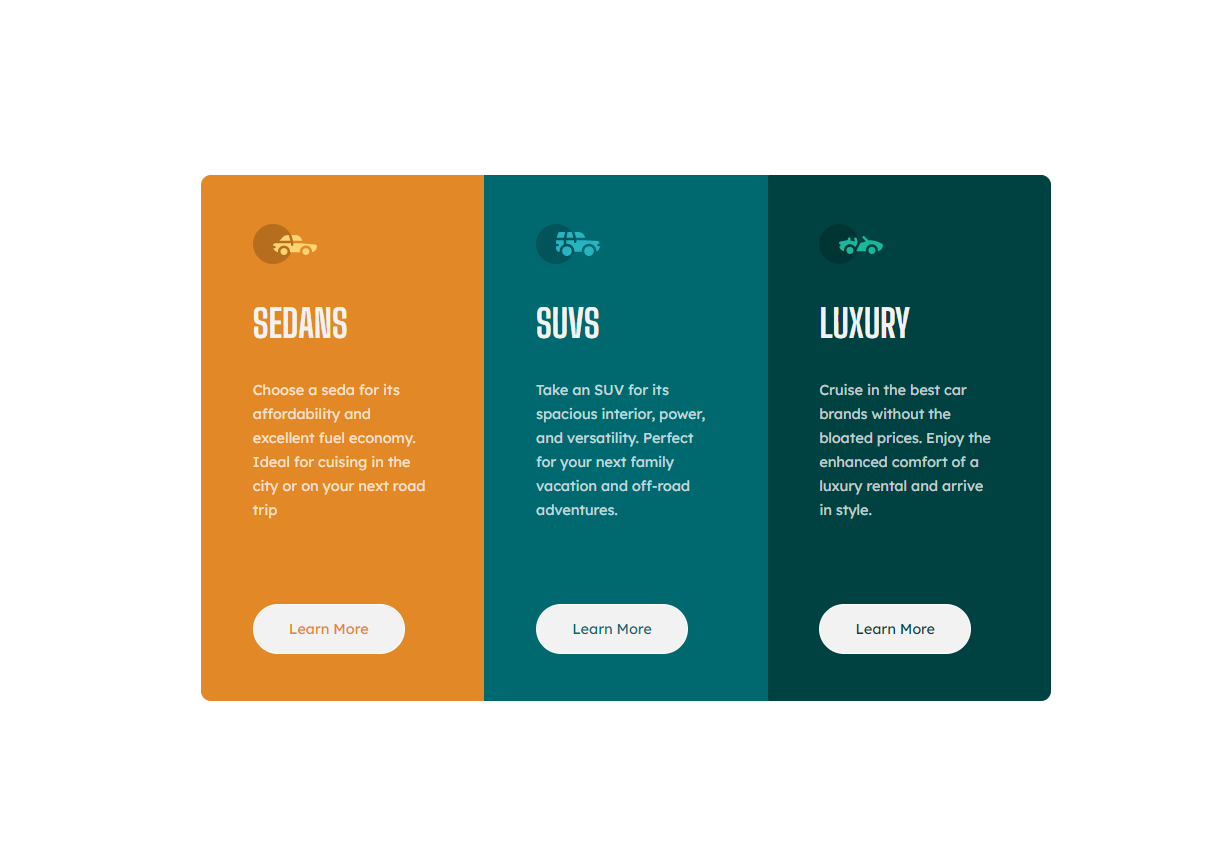 SEDANS
Choose a seda for its
affordability and
excellent fuel economy.
Ideal for cuising in the
city or on your next road
trip
Learn More
SUVS
Take an SUV for its
spacious interior, power,
and versatility. Perfect
for your next family
vacation and off-road
adventures.
Learn More
LUXURY
Cruise in the best car
brands without the
bloated prices. Enjoy the
enhanced comfort of a
luxury rental and arrive
in style.
Learn More